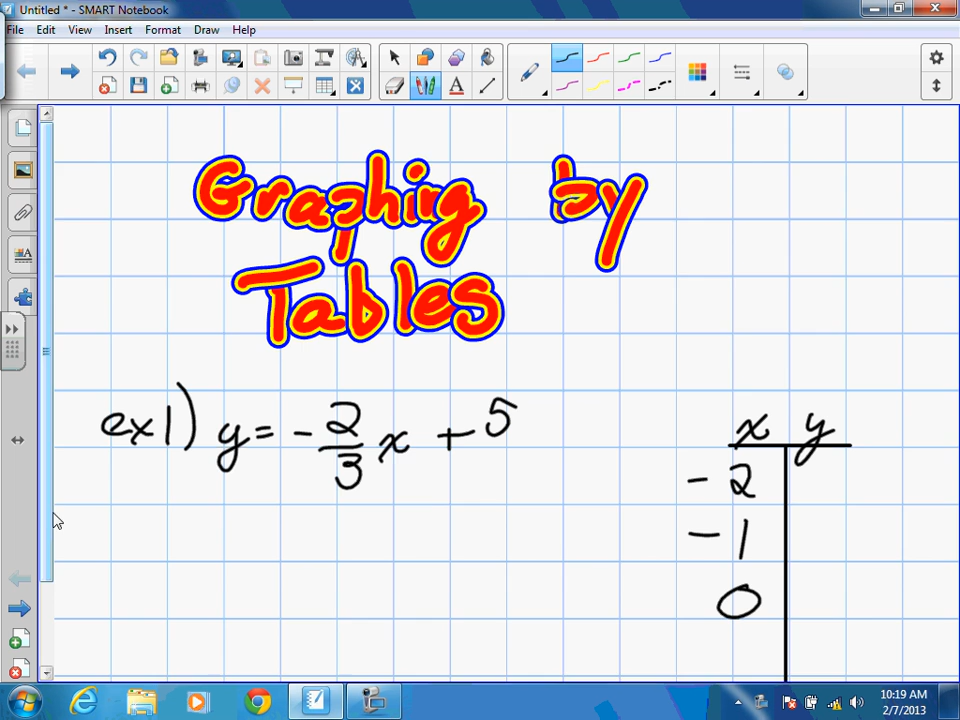 Untitled * - SMART Notebook
File Edit View Insert Format Draw Help
Graphing by
Tables
ex1) y = -2/3 x + 5
x y
-2
-1
0
10:19 AM
2/7/2013